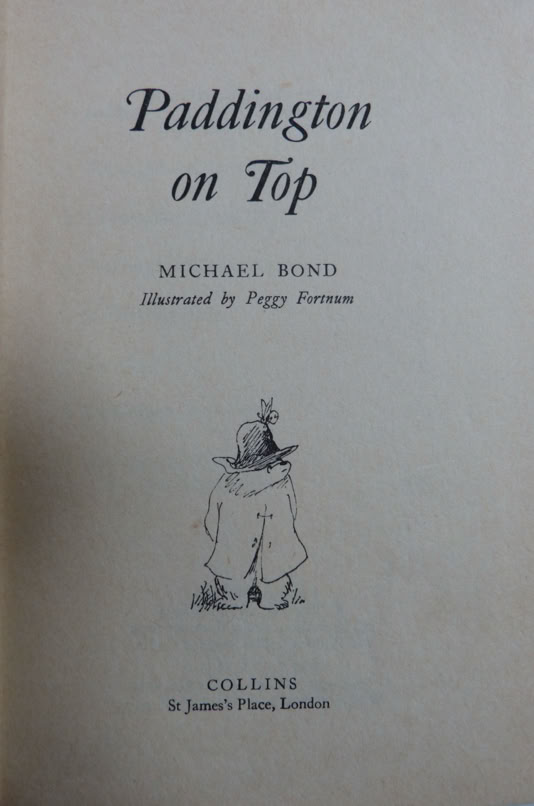 Paddington
on Top
MICHAEL BOND
Illustrated by Peggy Fortnum
COLLINS
St James's Place, London